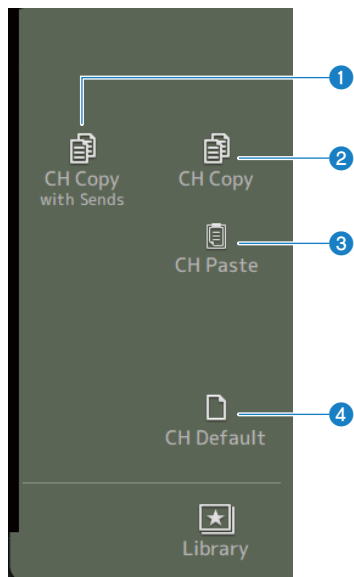 1
CH Copy
with Sends
CH Copy
2
CH Paste
3
CH Default
4
Library